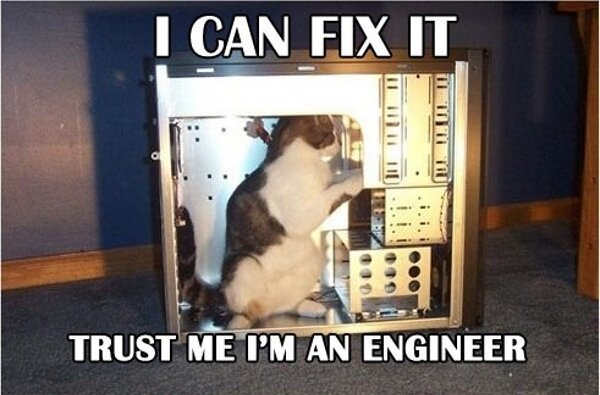 I CAN FIX IT
TRUST ME I'M AN ENGINEER